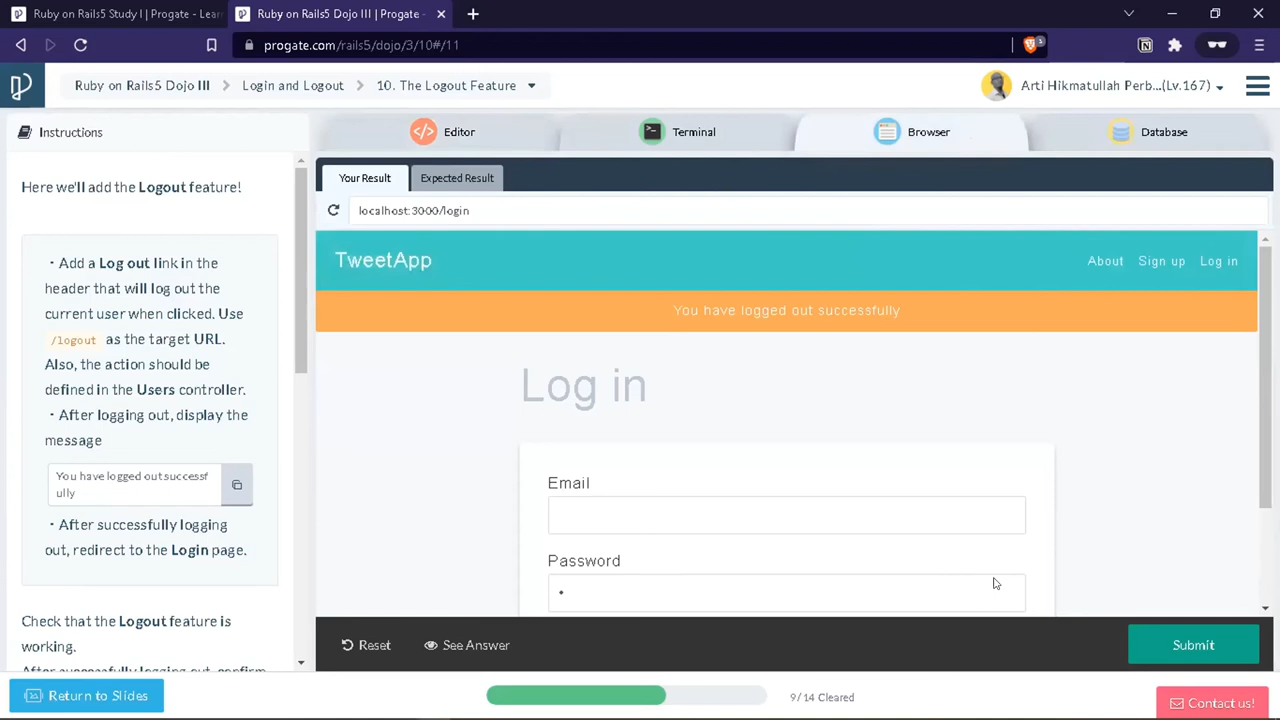 Ruby on Rails5 Study I | Progate - Lear
Ruby on Rails5 Dojo III | Progate -
progate.com/rails5/dojo/3/10#/11
Ruby on Rails5 Dojo III
Login and Logout
10. The Logout Feature
Arti Hikmatullah Perb...(Lv.167)
Instructions
Editor
Terminal
Browser
Database
Here we'll add the Logout feature!
・Add a Log out link in the
header that will log out the
current user when clicked. Use
/logout as the target URL.
Also, the action should be
defined in the Users controller.
・After logging out, display the
message
You have logged out successf
ully
・After successfully logging
out, redirect to the Login page.
Check that the Logout feature is
working.
After successfully logging out, confirm
Your Result
Expected Result
localhost:3000/login
TweetApp
About
Sign up
Log in
You have logged out successfully
Log in
Email
Password
Reset
See Answer
Submit
Return to Slides
9/14 Cleared
Contact us!